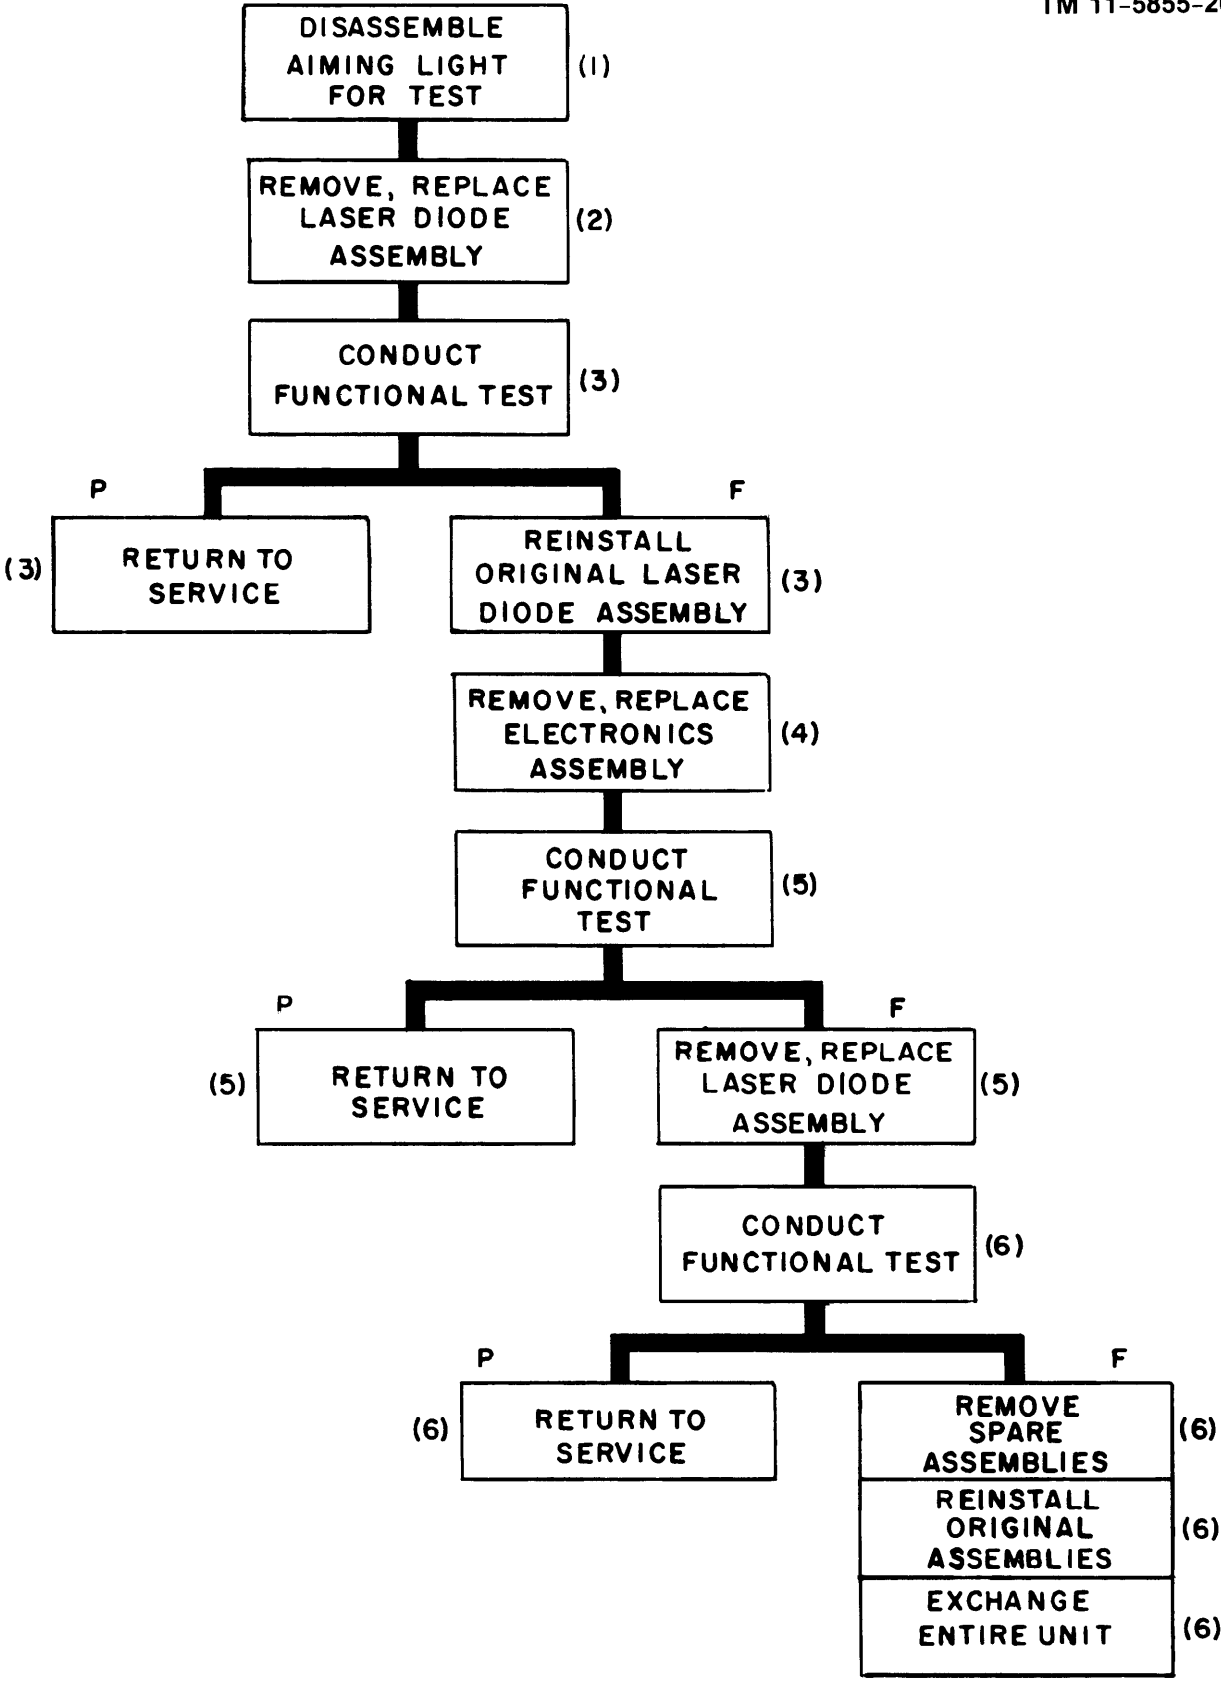 TM 11-5855-2
DISASSEMBLE
AIMING LIGHT
FOR TEST
(1)
REMOVE, REPLACE
LASER DIODE
ASSEMBLY
(2)
CONDUCT
FUNCTIONAL TEST
(3)
P
F
(3)
RETURN TO
SERVICE
REINSTALL
ORIGINAL LASER
DIODE ASSEMBLY
(3)
REMOVE, REPLACE
ELECTRONICS
ASSEMBLY
(4)
CONDUCT
FUNCTIONAL
TEST
(5)
P
F
(5)
RETURN TO
SERVICE
REMOVE, REPLACE
LASER DIODE
ASSEMBLY
(5)
CONDUCT
FUNCTIONAL TEST
(6)
P
F
(6)
RETURN TO
SERVICE
REMOVE
SPARE
ASSEMBLIES
(6)
REINSTALL
ORIGINAL
ASSEMBLIES
(6)
EXCHANGE
ENTIRE UNIT
(6)